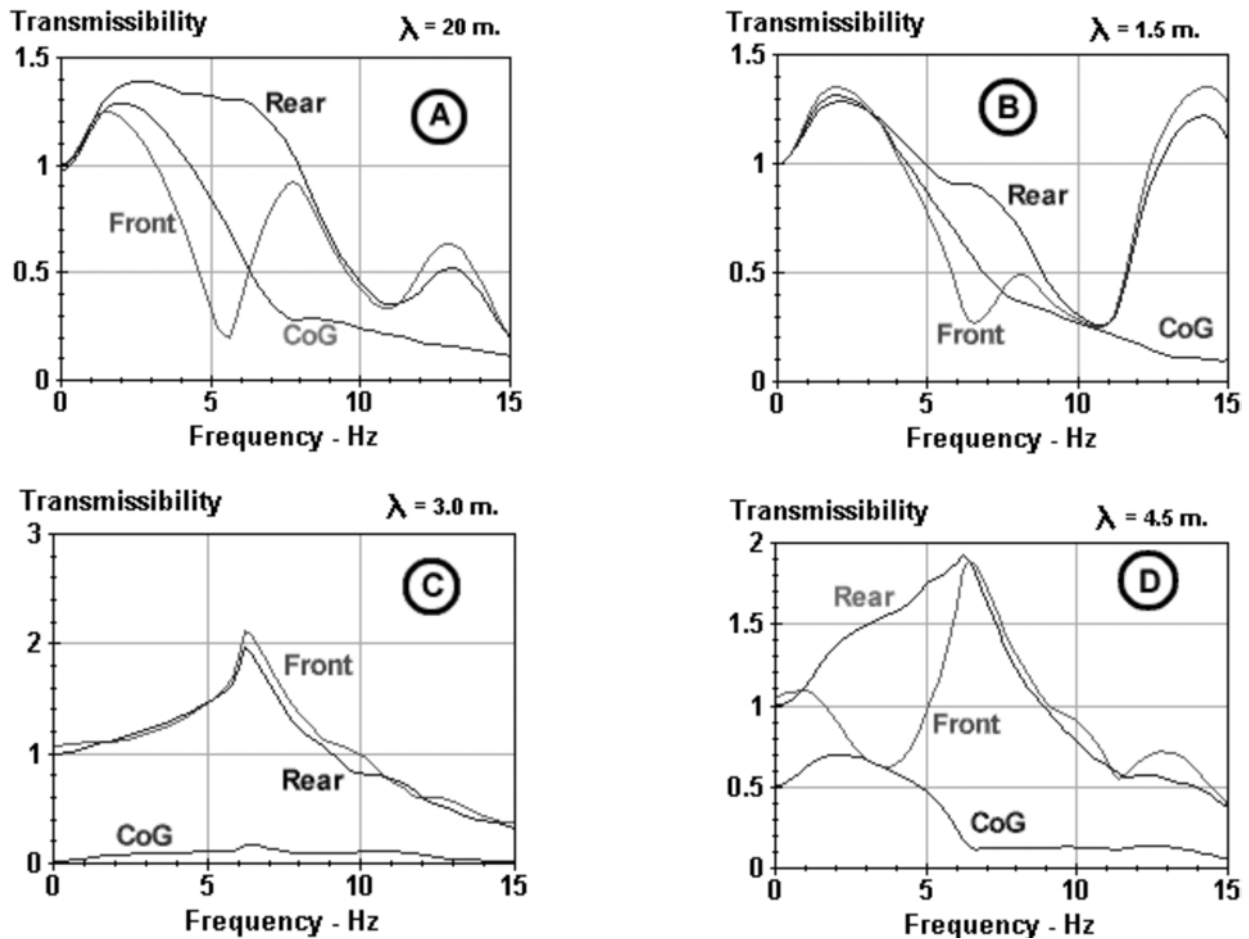 Transmissibility λ = 20 m.
1.5
Rear
A
1
Front
0.5
CoG
0
0 5 10 15
Frequency - Hz
Transmissibility λ = 1.5 m.
1.5
B
1
Rear
0.5
Front
CoG
0
0 5 10 15
Frequency - Hz
Transmissibility λ = 3.0 m.
3
C
2
Front
1
Rear
CoG
0
0 5 10 15
Frequency - Hz
Transmissibility λ = 4.5 m.
2
D
Rear
1.5
1
Front
0.5
CoG
0
0 5 10 15
Frequency - Hz